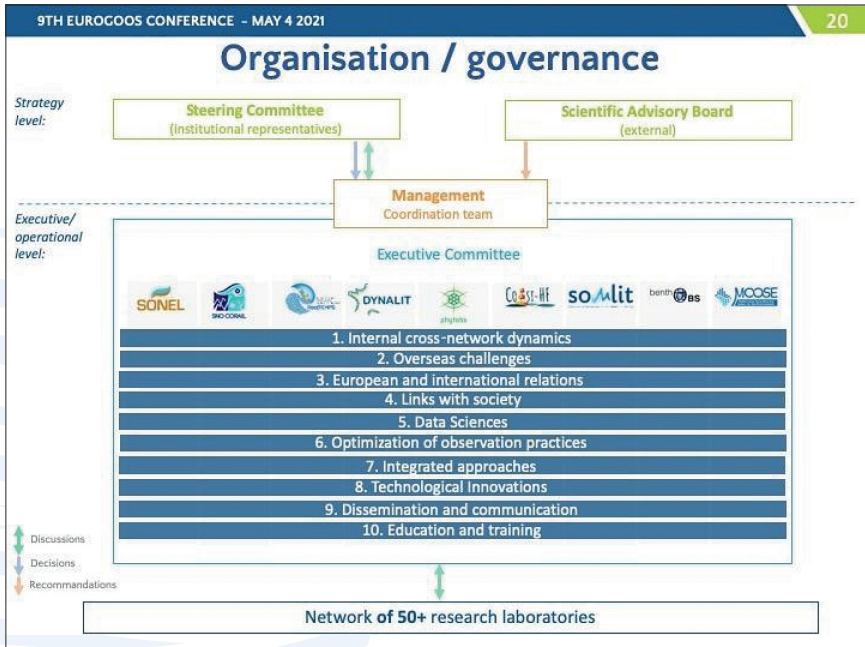 9TH EUROGOOS CONFERENCE – MAY 4 2021
20
Organisation / governance
Strategy
level:
Steering Committee
(institutional representatives)
Scientific Advisory Board
(external)
Management
Coordination team
Executive/
operational
level:
Executive Committee
SONEL
SNO CORAIL
DYNALIT
phytobs
COAST-HF
SOMLIT
benthOBS
MOOSE
1. Internal cross-network dynamics
2. Overseas challenges
3. European and international relations
4. Links with society
5. Data Sciences
6. Optimization of observation practices
7. Integrated approaches
8. Technological Innovations
9. Dissemination and communication
10. Education and training
Discussions
Decisions
Recommandations
Network of 50+ research laboratories